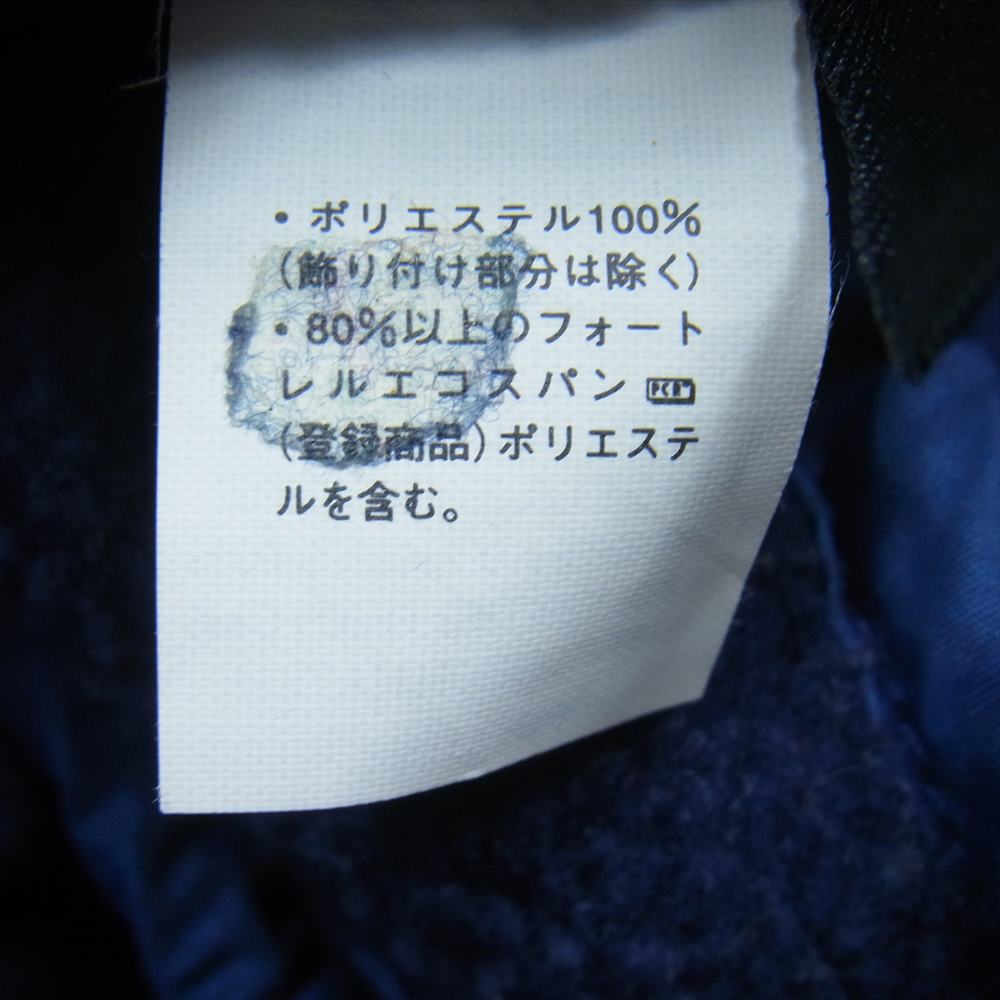 ・ポリエステル100%
(飾り付け部分は除く)
・80%以上のフォート
レルエコスパン PCR
(登録商品)ポリエステ
ルを含む。